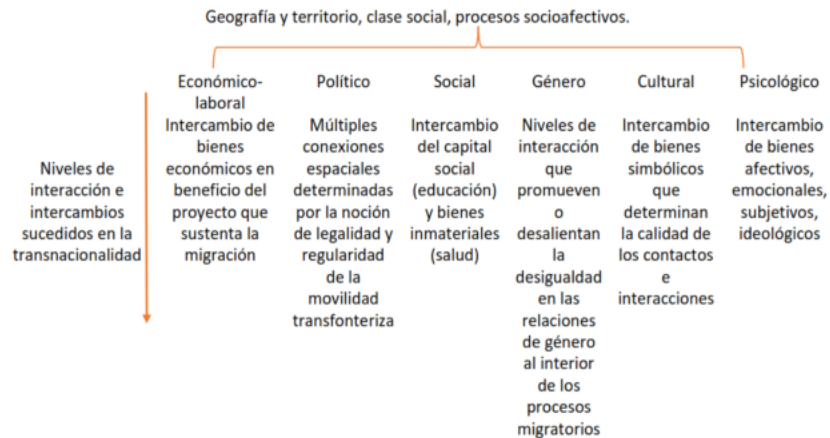 Geografía y territorio, clase social, procesos socioafectivos.
Niveles de
interacción e
intercambios
sucedidos en la
transnacionalidad
Económico-
laboral
Intercambio de
bienes
económicos en
beneficio del
proyecto que
sustenta la
migración
Político
Múltiples
conexiones
espaciales
determinadas
por la noción
de legalidad y
regularidad
de la
movilidad
transfonteriza
Social
Intercambio
del capital
social
(educación)
y bienes
inmateriales
(salud)
Género
Niveles de
interacción
que
promueven
o
desalientan
la
desigualdad
en las
relaciones
de género
al interior
de los
procesos
migratorios
Cultural
Intercambio
de bienes
simbólicos
que
determinan
la calidad de
los contactos
e
interacciones
Psicológico
Intercambio
de bienes
afectivos,
emocionales,
subjetivos,
ideológicos